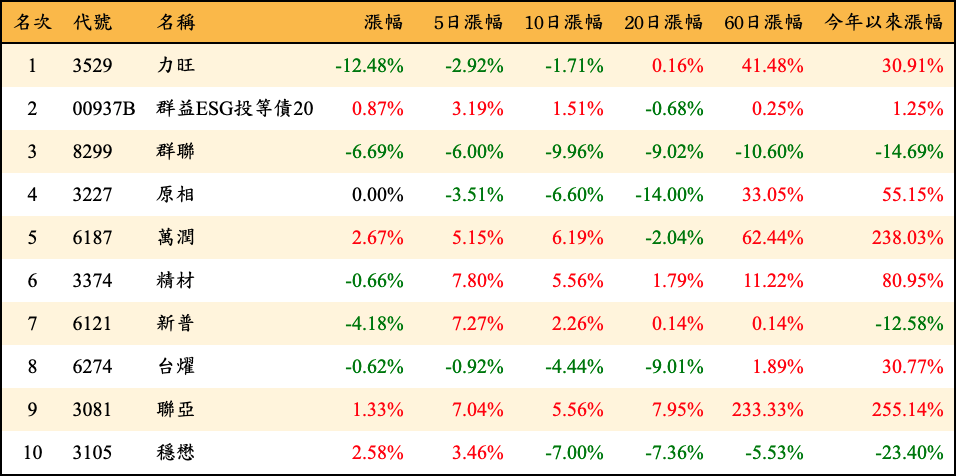 名次 代號 名稱 漲幅 5日漲幅 10日漲幅 20日漲幅 60日漲幅 今年以來漲幅
1 3529 力旺 -12.48% -2.92% -1.71% 0.16% 41.48% 30.91%
2 00937B 群益ESG投等債20 0.87% 3.19% 1.51% -0.68% 0.25% 1.25%
3 8299 群聯 -6.69% -6.00% -9.96% -9.02% -10.60% -14.69%
4 3227 原相 0.00% -3.51% -6.60% -14.00% 33.05% 55.15%
5 6187 萬潤 2.67% 5.15% 6.19% -2.04% 62.44% 238.03%
6 3374 精材 -0.66% 7.80% 5.56% 1.79% 11.22% 80.95%
7 6121 新普 -4.18% 7.27% 2.26% 0.14% 0.14% -12.58%
8 6274 台燿 -0.62% -0.92% -4.44% -9.01% 1.89% 30.77%
9 3081 聯亞 1.33% 7.04% 5.56% 7.95% 233.33% 255.14%
10 3105 穩懋 2.58% 3.46% -7.00% -7.36% -5.53% -23.40%